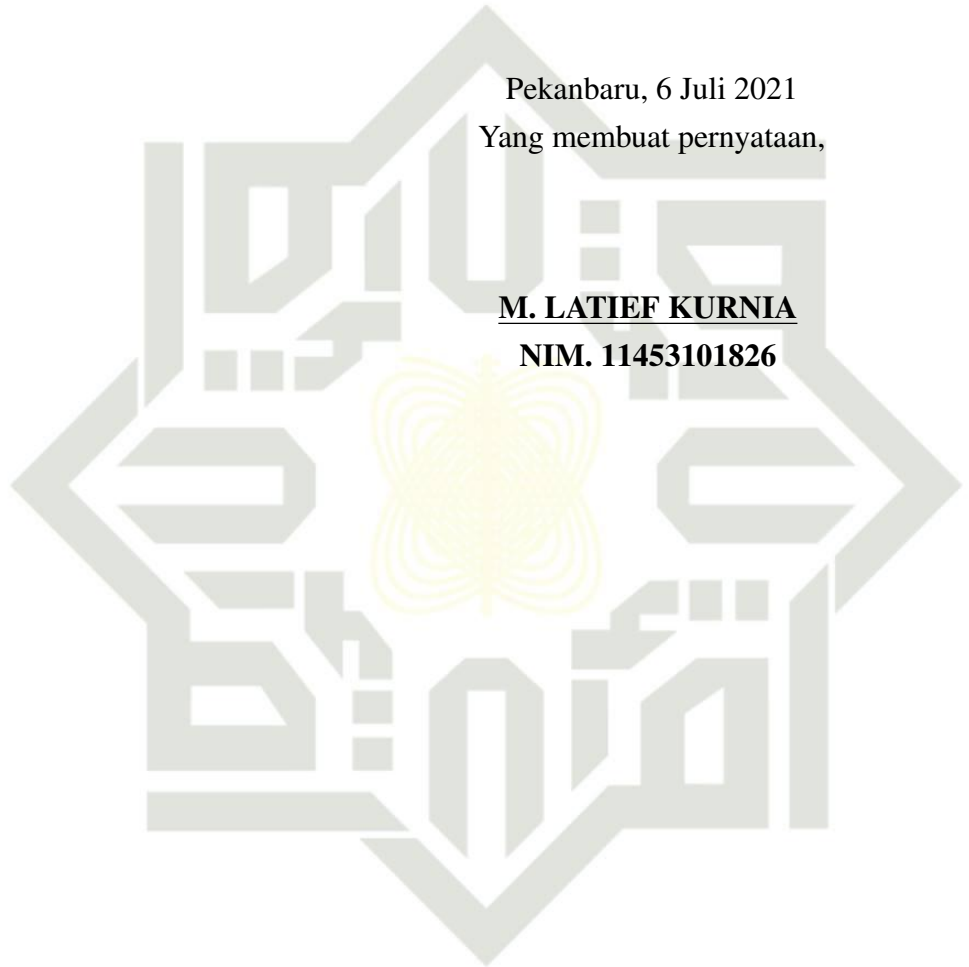 Pekanbaru, 6 Juli 2021
Yang membuat pernyataan,
M. LATIEF KURNIA
NIM. 11453101826